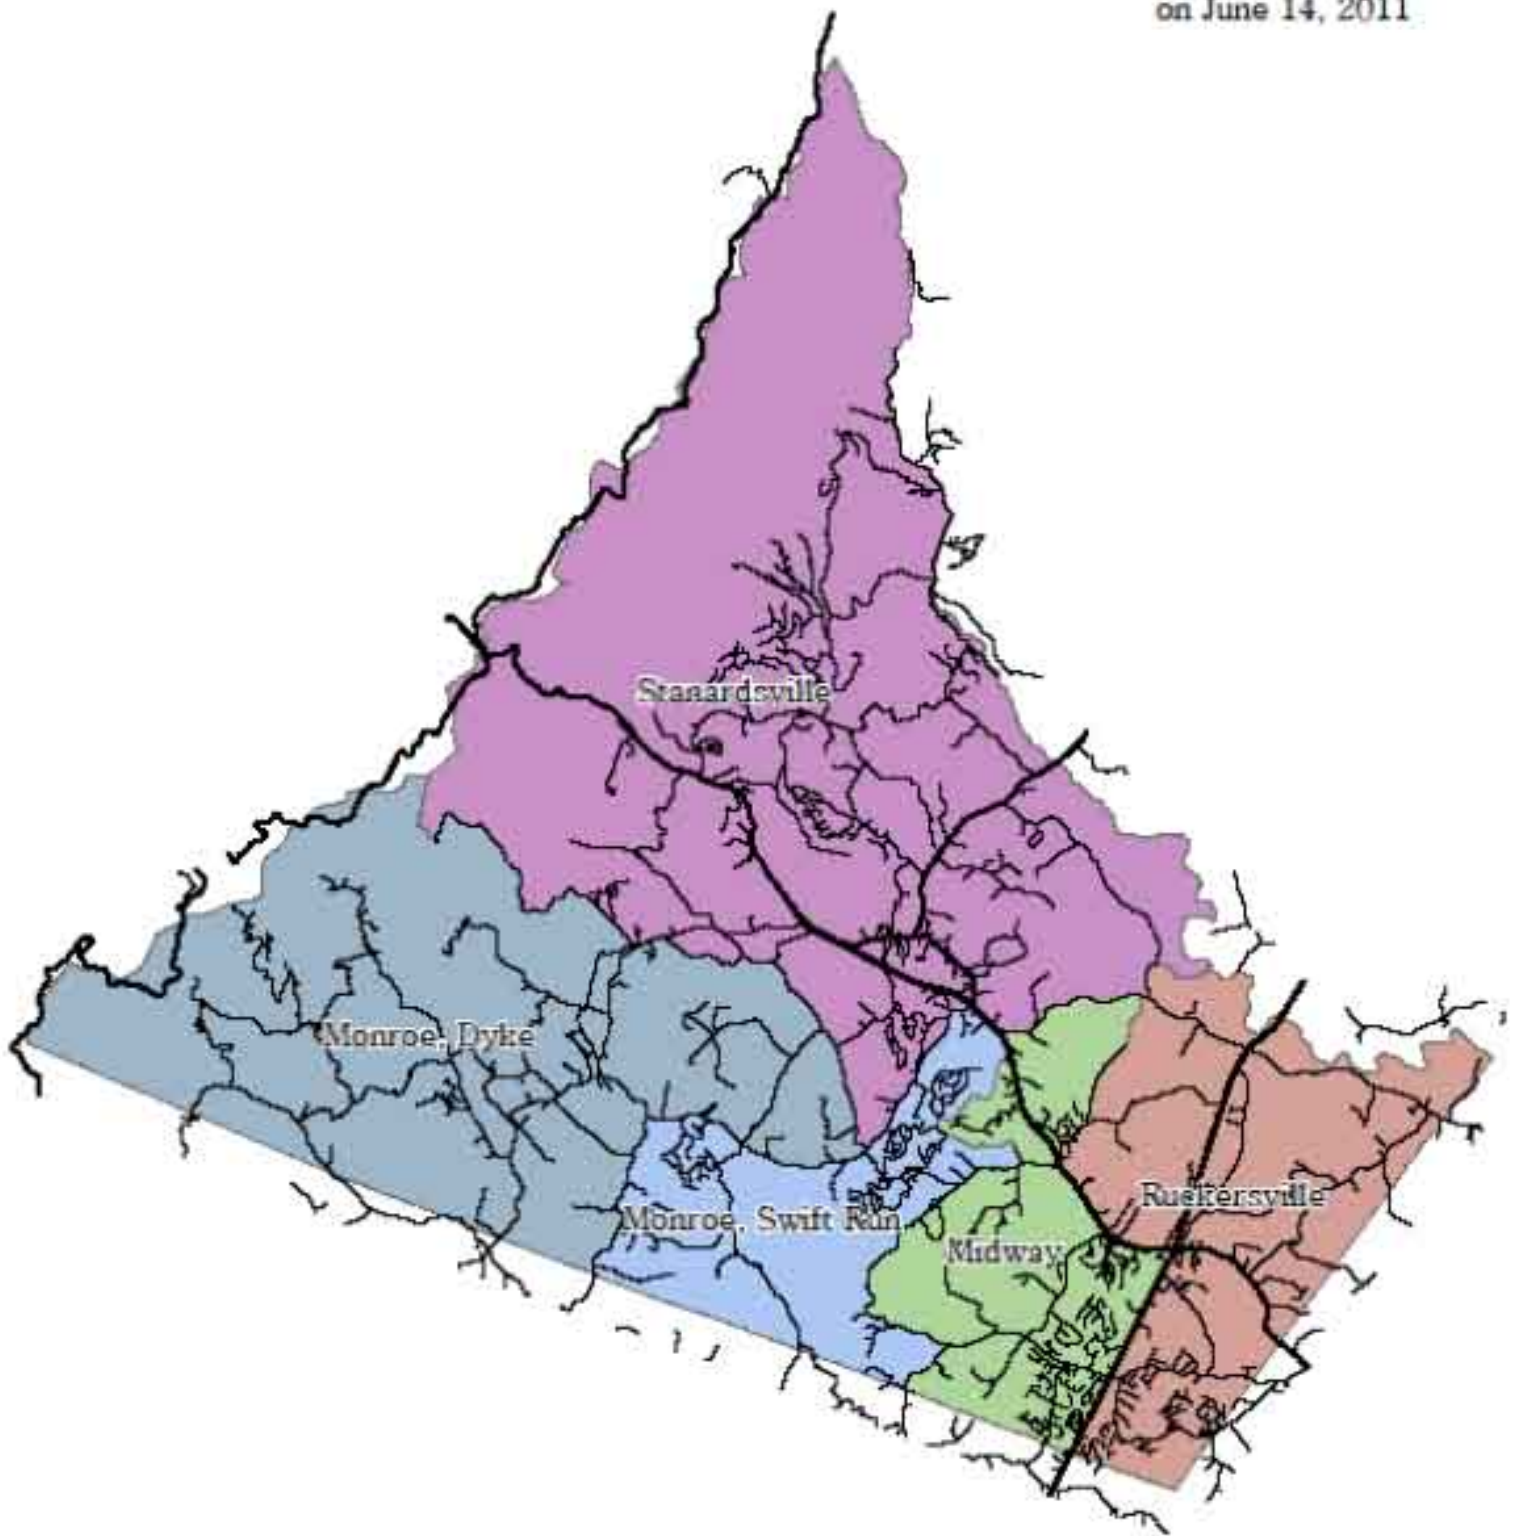 on June 14, 2011
Stanardsville
Monroe, Dyke
Ruckersville
Monroe, Swift Run
Midway